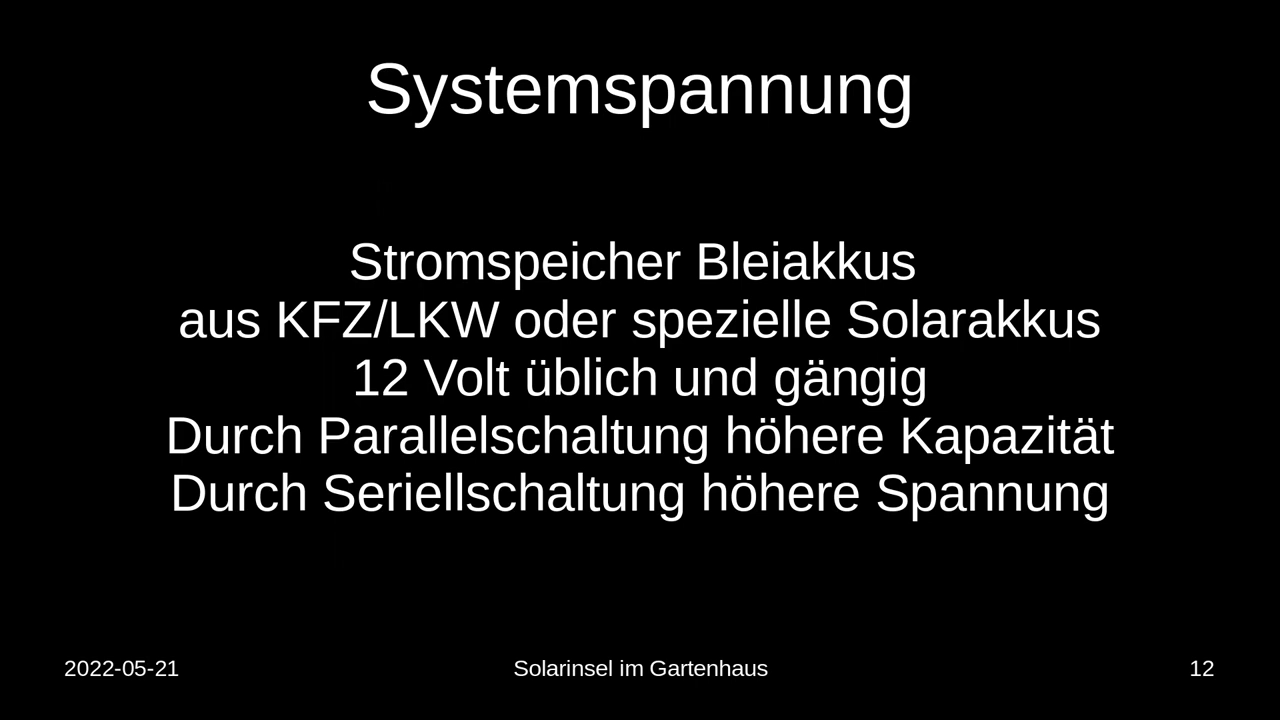 Systemspannung
Stromspeicher Bleiakkus
aus KFZ/LKW oder spezielle Solarakkus
12 Volt üblich und gängig
Durch Parallelschaltung höhere Kapazität
Durch Seriellschaltung höhere Spannung
2022-05-21
Solarinsel im Gartenhaus
12